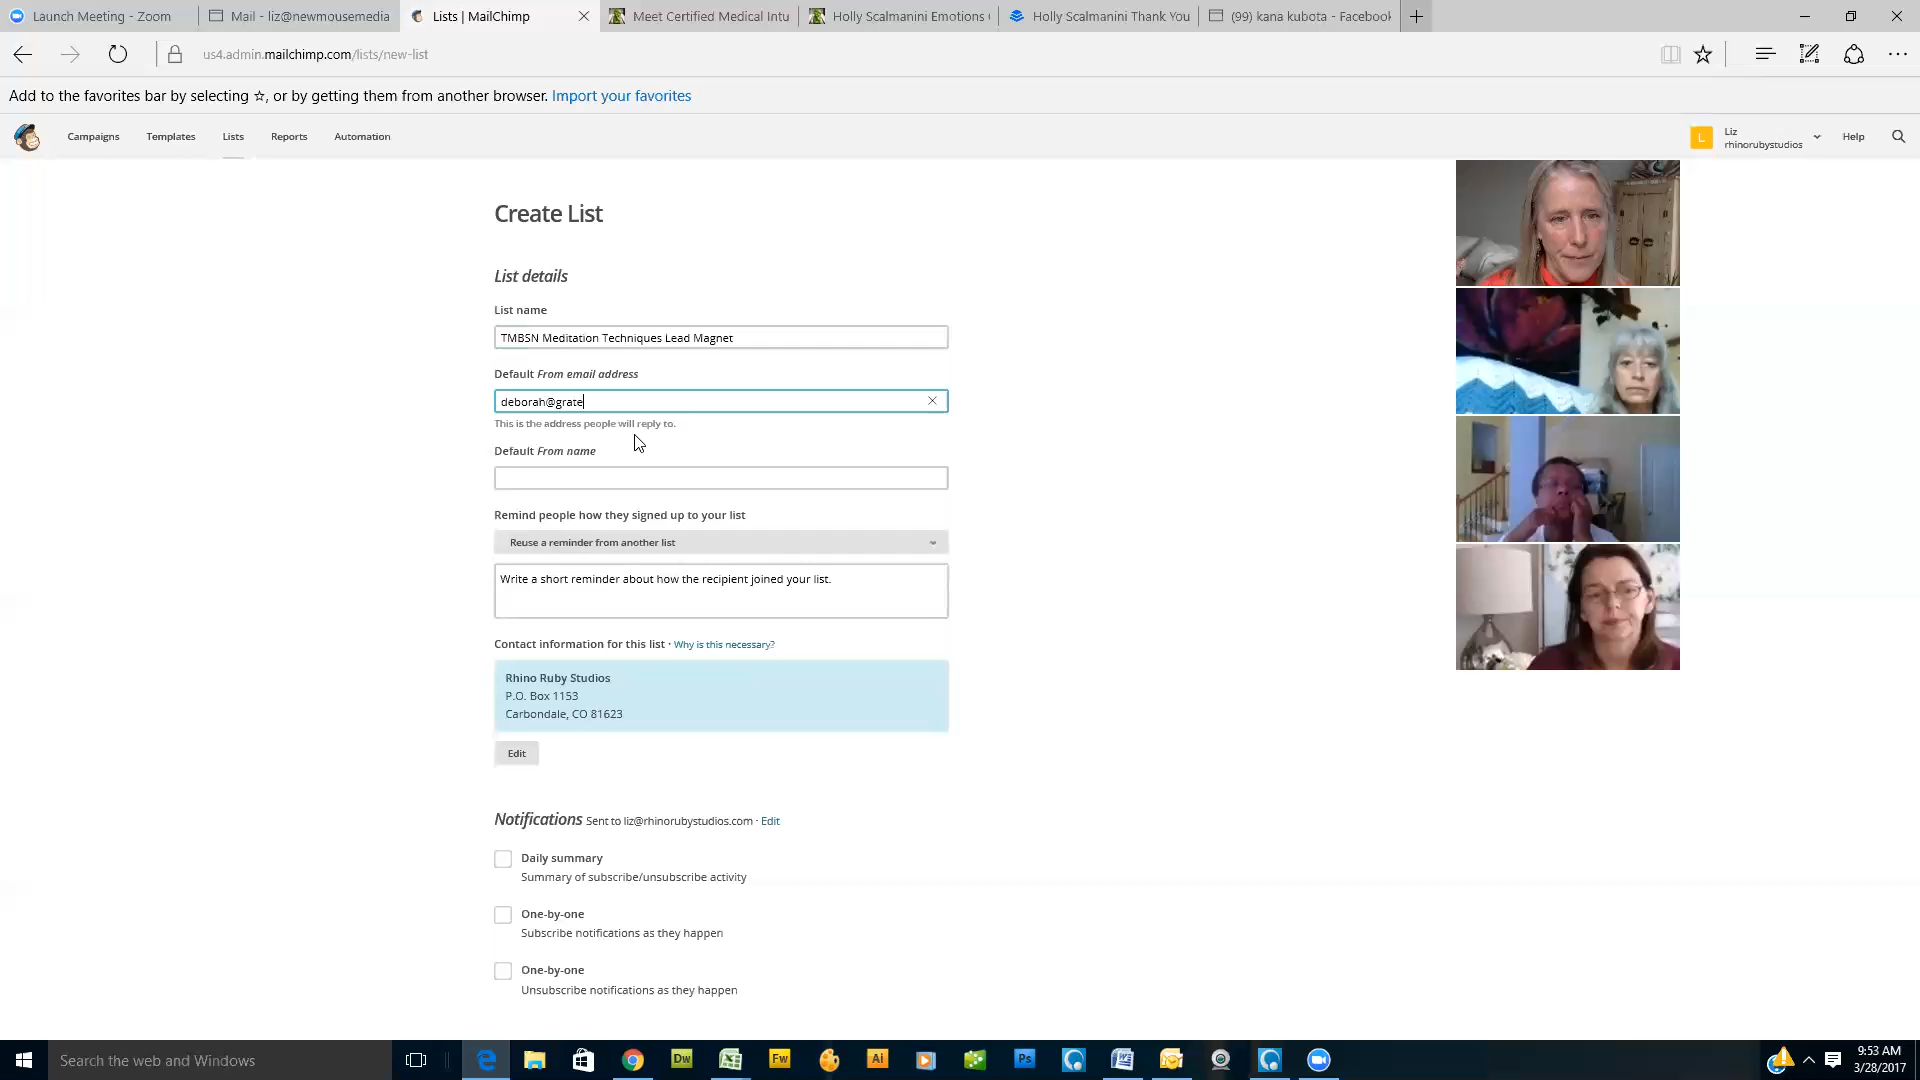 Launch Meeting - Zoom
Mail - liz@newmousemedia
Lists | MailChimp
Meet Certified Medical Intu
Holly Scalmanini Emotions
Holly Scalmanini Thank You
(99) kana kubota - Facebook
us4.admin.mailchimp.com/lists/new-list
Add to the favorites bar by selecting ☆, or by getting them from another browser. Import your favorites
Campaigns
Templates
Lists
Reports
Automation
L
Liz
rhinorubystudios
Help
Create List
List details
List name
TMBSN Meditation Techniques Lead Magnet
Default From email address
deborah@grate
This is the address people will reply to.
Default From name
Remind people how they signed up to your list
Reuse a reminder from another list
Write a short reminder about how the recipient joined your list.
Contact information for this list · Why is this necessary?
Rhino Ruby Studios
P.O. Box 1153
Carbondale, CO 81623
Edit
Notifications Sent to liz@rhinorubystudios.com · Edit
Daily summary
Summary of subscribe/unsubscribe activity
One-by-one
Subscribe notifications as they happen
One-by-one
Unsubscribe notifications as they happen
Search the web and Windows
Dw
Fw
Ai
Ps
9:53 AM
3/28/2017